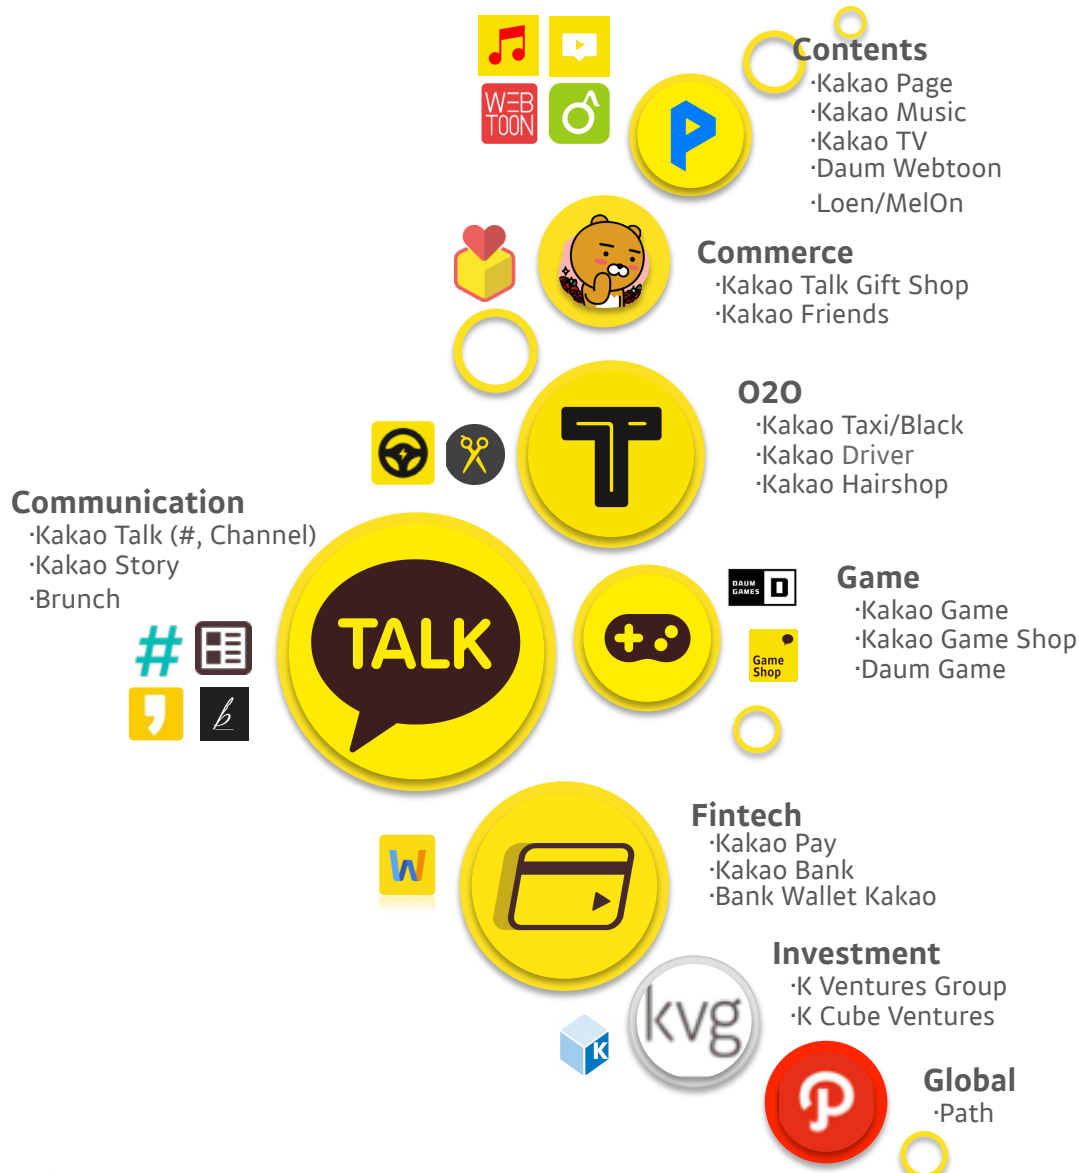 Contents
·Kakao Page
·Kakao Music
·Kakao TV
·Daum Webtoon
·Loen/MelOn
WEB
TOON
Commerce
·Kakao Talk Gift Shop
·Kakao Friends
O2O
·Kakao Taxi/Black
·Kakao Driver
·Kakao Hairshop
T
Communication
·Kakao Talk (#, Channel)
·Kakao Story
·Brunch
#
b
TALK
Game
·Kakao Game
·Kakao Game Shop
·Daum Game
DAUM
GAMES
D
Game
Shop
Fintech
·Kakao Pay
·Kakao Bank
·Bank Wallet Kakao
W
Investment
·K Ventures Group
·K Cube Ventures
kvg
K
Global
·Path